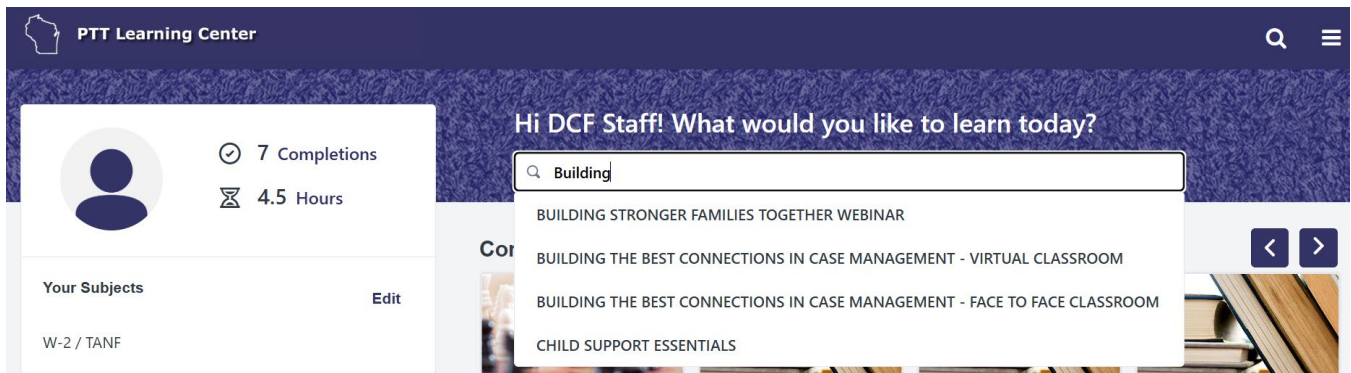 PTT Learning Center
Hi DCF Staff! What would you like to learn today?
7 Completions
4.5 Hours
Building
BUILDING STRONGER FAMILIES TOGETHER WEBINAR
BUILDING THE BEST CONNECTIONS IN CASE MANAGEMENT - VIRTUAL CLASSROOM
BUILDING THE BEST CONNECTIONS IN CASE MANAGEMENT - FACE TO FACE CLASSROOM
CHILD SUPPORT ESSENTIALS
Your Subjects
Edit
W-2 / TANF